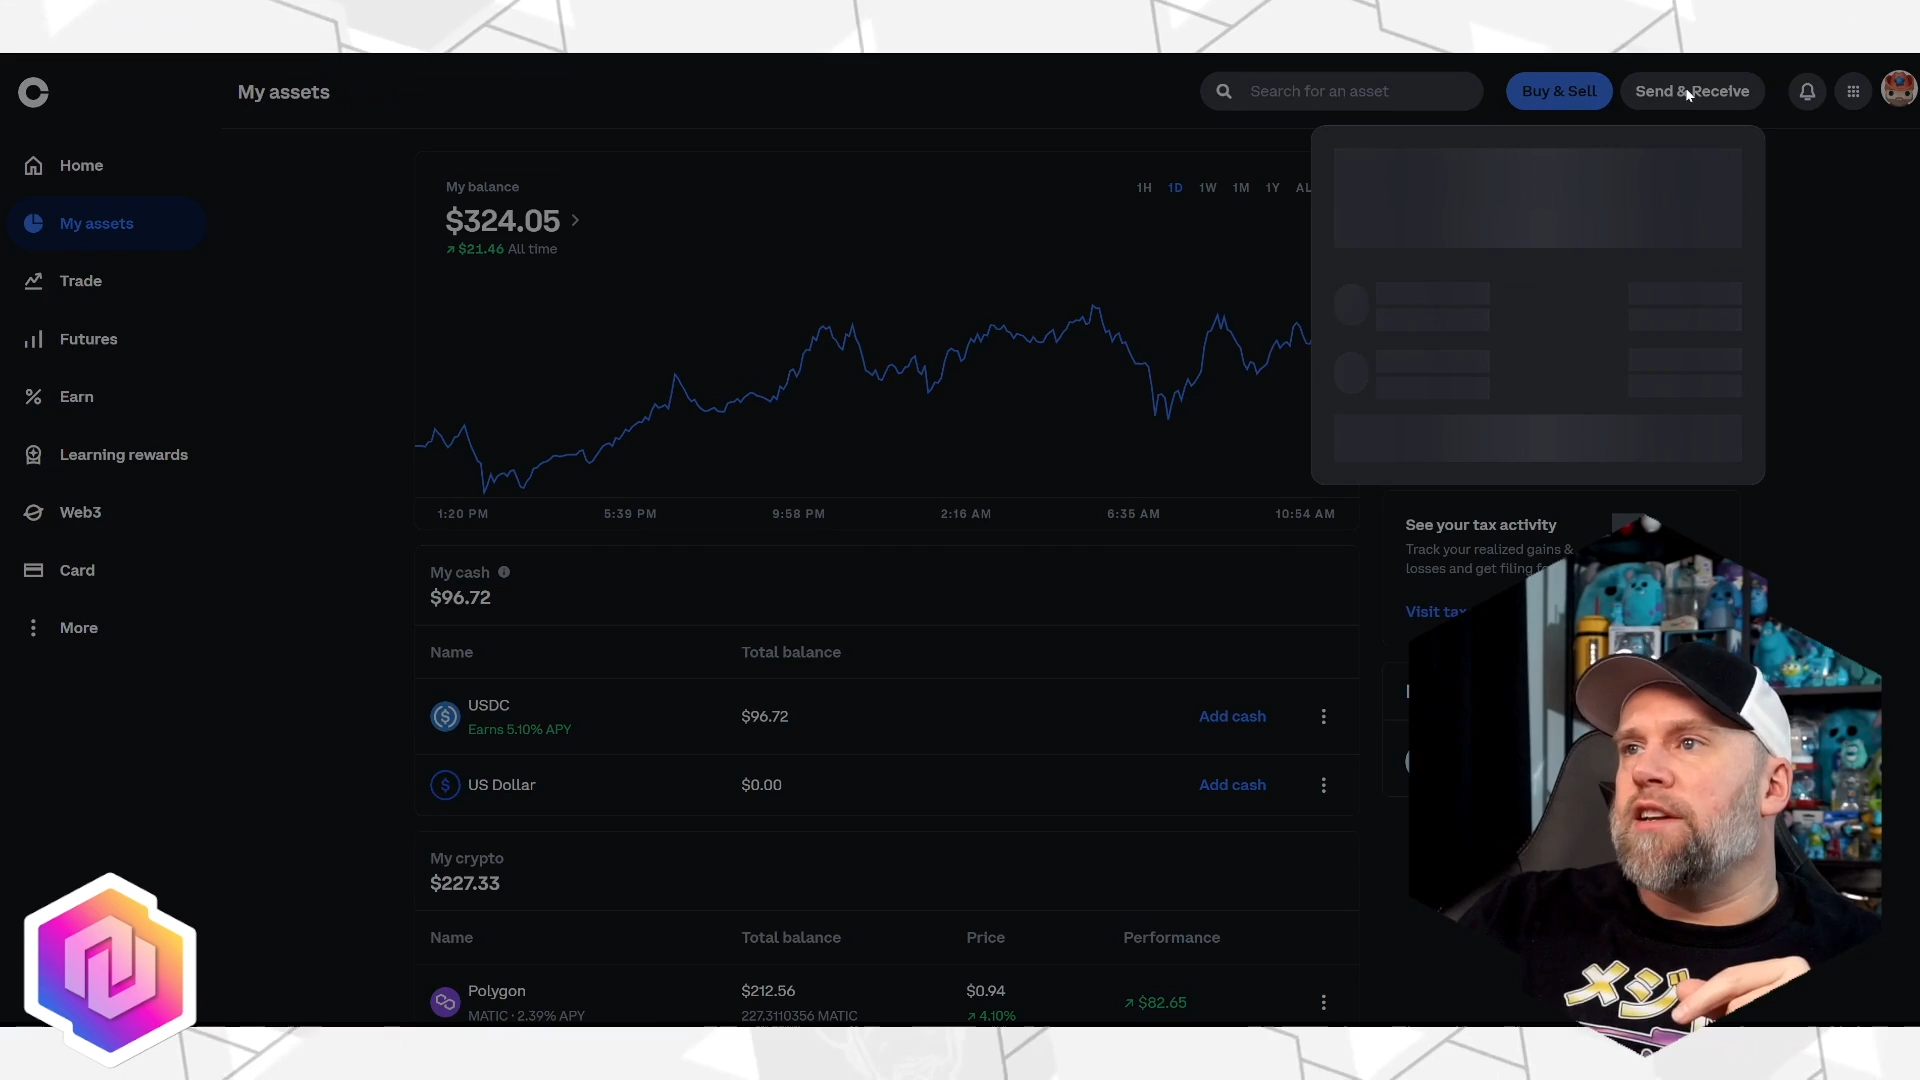 My assets
Search for an asset
Buy & Sell
Send & Receive
Home
My assets
Trade
Futures
Earn
Learning rewards
Web3
Card
More
My balance
$324.05
$21.46 All time
1H 1D 1W 1M 1Y AL
1:20 PM 5:39 PM 9:58 PM 2:16 AM 6:35 AM 10:54 AM
My cash
$96.72
Name Total balance
USDC
Earns 5.10% APY
$96.72
Add cash
US Dollar $0.00 Add cash
My crypto
$227.33
Name Total balance Price Performance
Polygon
MATIC · 2.39% APY
$212.56
227.3110356 MATIC
$0.94
4.10%
$82.65
See your tax activity
Track your realized gains &
losses and get filing
Visit tax
メジ